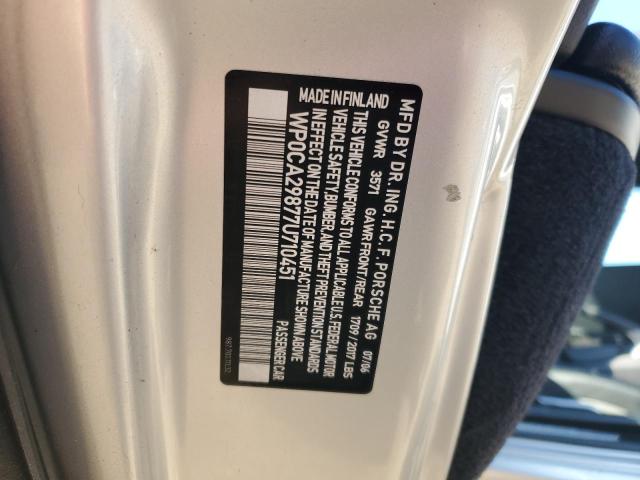 MFD BY DR. ING. H.C. F. PORSCHE AG 07/06
GVWR 3571 GAWR FRONT/REAR 1709/2017 LBS
THIS VEHICLE CONFORMS TO ALL APPLICABLE U.S. FEDERAL MOTOR
VEHICLE SAFETY, BUMPER, AND THEFT PREVENTION STANDARDS
IN EFFECT ON THE DATE OF MANUFACTURE SHOWN ABOVE
WP0CA29877U710451 PASSENGER CAR
MADE IN FINLAND